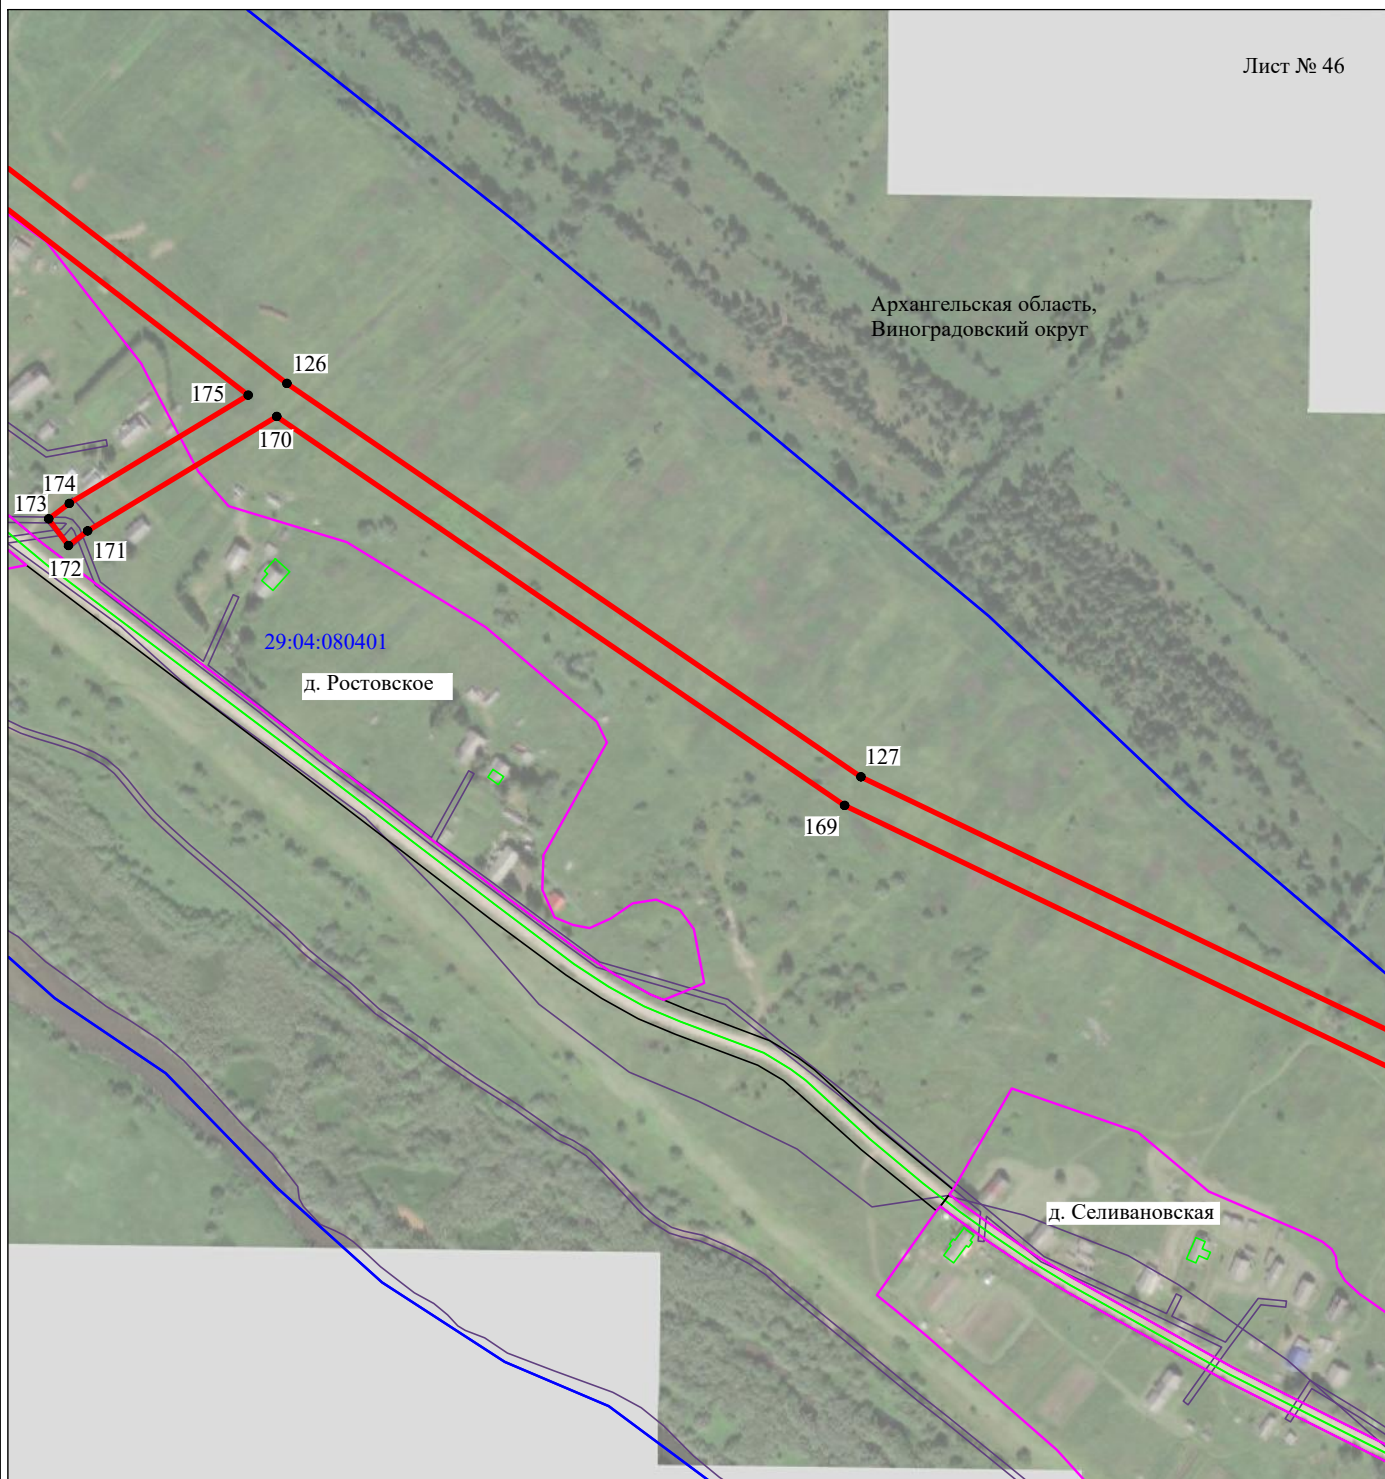 Лист № 46
Архангельская область,
Виноградовский округ
126
175
170
174
173
171
172
29:04:080401
д. Ростовское
127
169
д. Селивановская